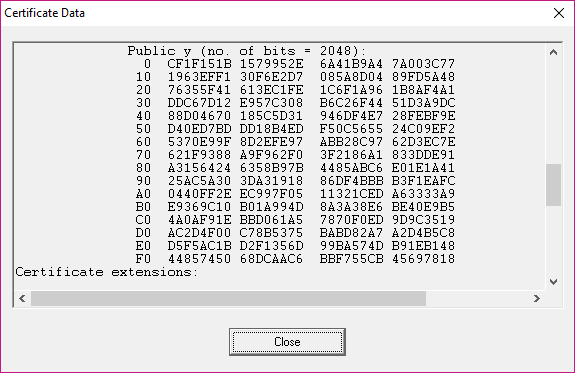 Certificate Data
Public y (no. of bits = 2048):
0 CF1F151B 1579952E 6A41B9A4 7A003C77
10 1963EFF1 30F6E2D7 085A8D04 89FD5A48
20 76355F41 613EC1FE 1C6F1A96 1B8AF4A1
30 DDC67D12 E957C308 B6C26F44 51D3A9DC
40 88D04670 185C5D31 946DF4E7 28FEBF9E
50 D40ED7BD DD18B4ED F50C5655 24C09EF2
60 5370E99F 8D2EFE97 ABB28C97 62D3EC7E
70 621F9388 A9F962F0 3F2186A1 833DDE91
80 A3156424 6358B97B 4485ABC6 E01E1A41
90 25AC5A30 3DA31918 86DF4BBB B3F1EAFC
A0 0440FF2E EC997F05 11321CED A63333A9
B0 E9369C10 B01A994D 8A3A38E6 BE40E9B5
C0 4A0AF91E BBD061A5 7870F0ED 9D9C3519
D0 AC2D4F00 C78B5375 BABD82A7 A2D4B5C8
E0 D5F5AC1B D2F1356D 99BA574D B91EB148
F0 44857450 68DCAAC6 BBF755CB 45697818
Certificate extensions:
Close